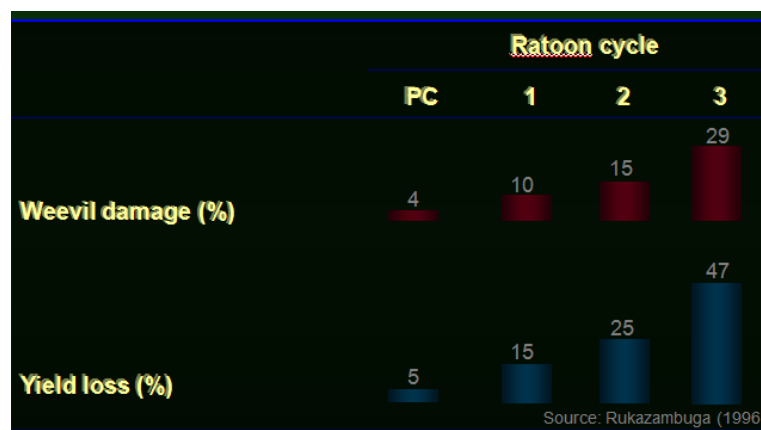 Ratoon cycle
PC 1 2 3
29
15
10
4
Weevil damage (%)
47
25
15
5
Yield loss (%)
Source: Rukazambuga (1996